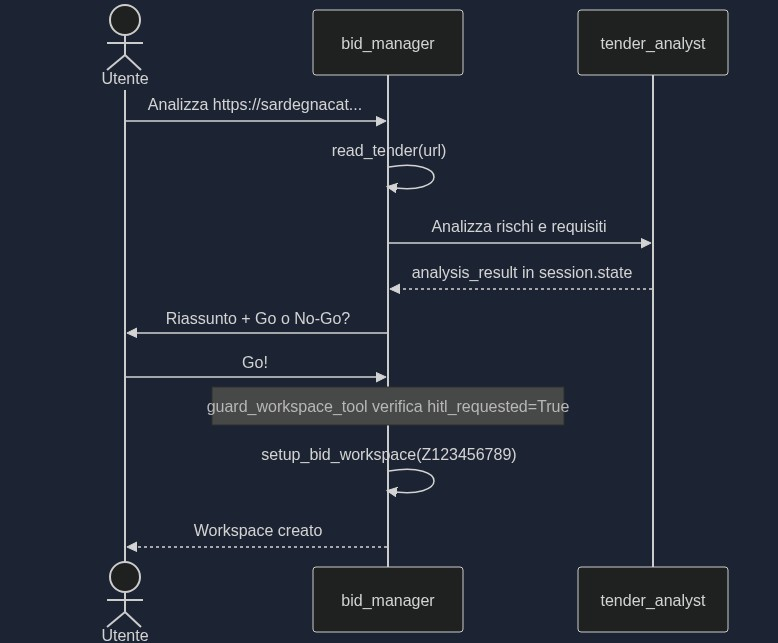 Utente
bid_manager
tender_analyst
Analizza https://sardegnacat...
read_tender(url)
Analizza rischi e requisiti
analysis_result in session.state
Riassunto + Go o No-Go?
Go!
guard_workspace_tool verifica hitl_requested=True
setup_bid_workspace(Z123456789)
Workspace creato
Utente
bid_manager
tender_analyst